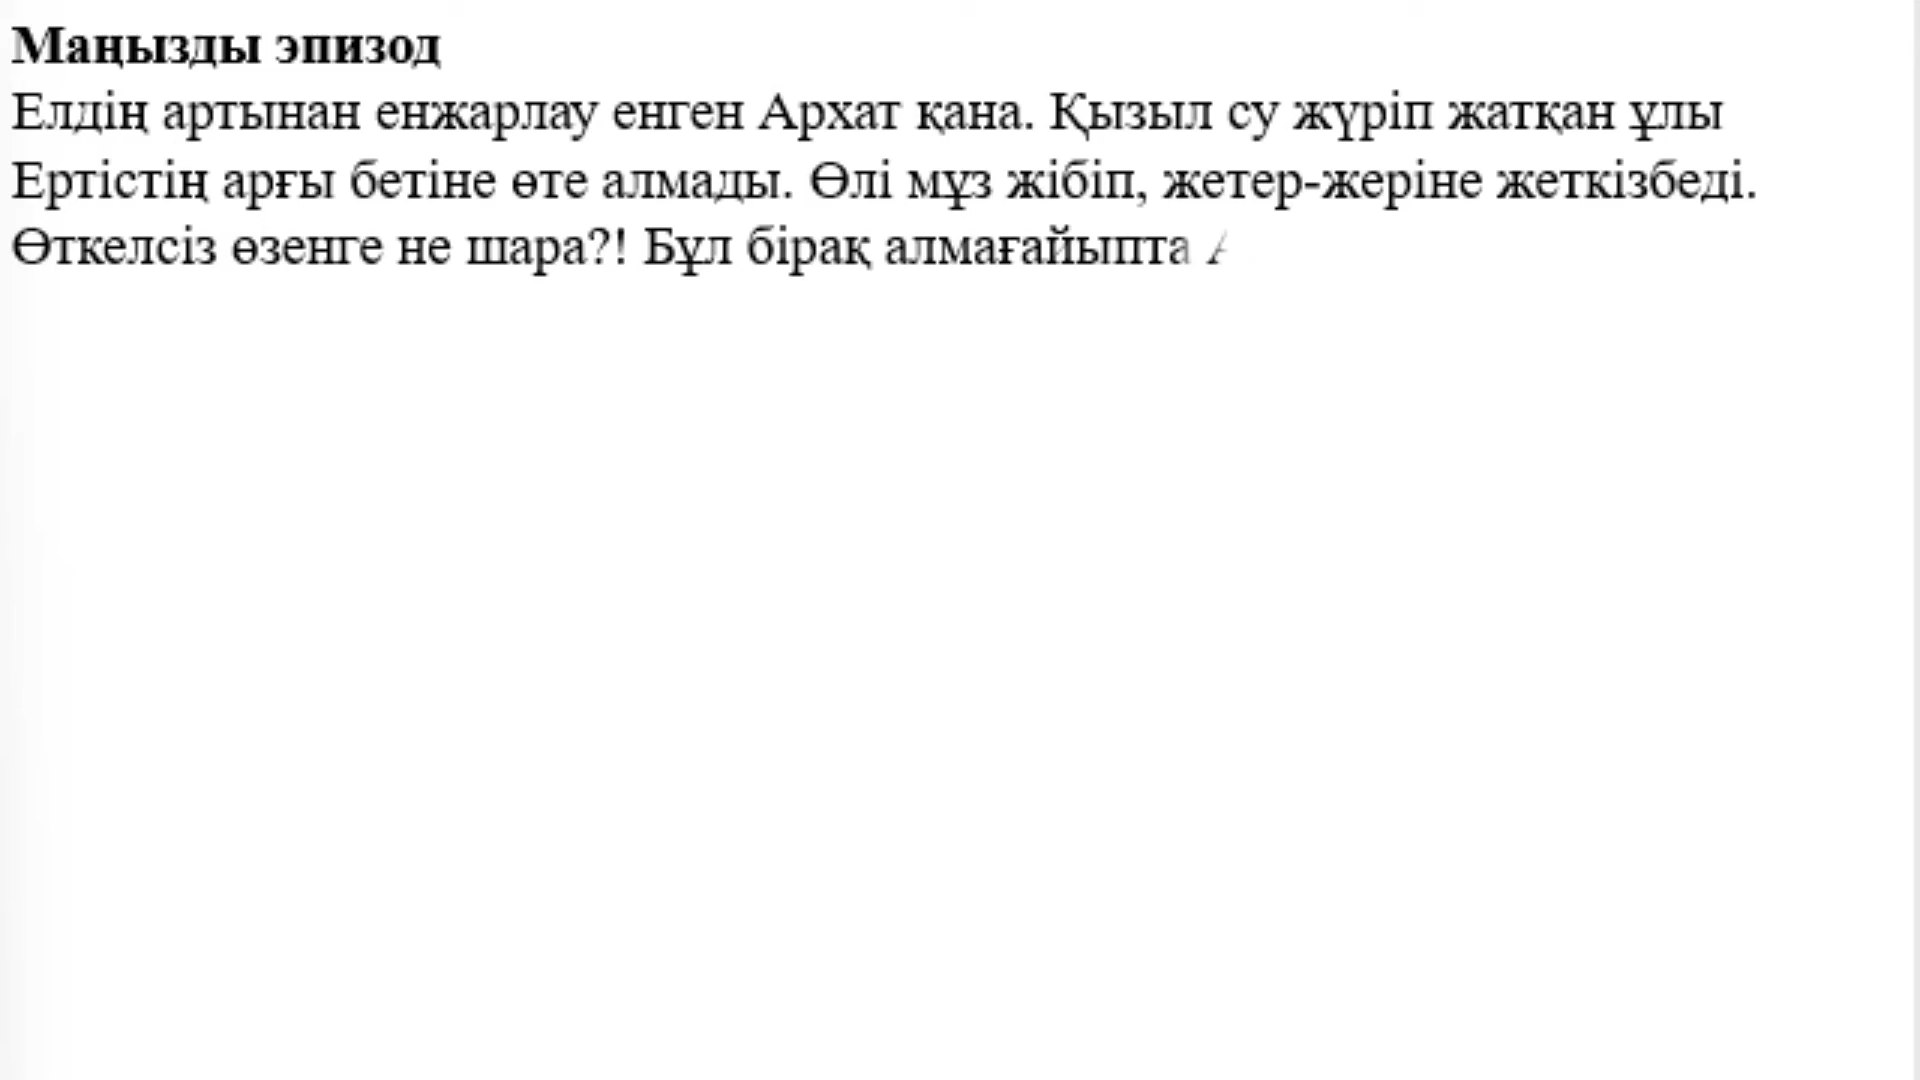 Маңызды эпизод
Елдің артынан енжарлау енген Архат қана. Қызыл су жүріп жатқан ұлы
Ертістің арғы бетіне өте алмады. Өлі мұз жібіп, жетер-жеріне жеткізбеді.
Өткелсіз өзенге не шара?! Бұл бірақ алмағайыпта